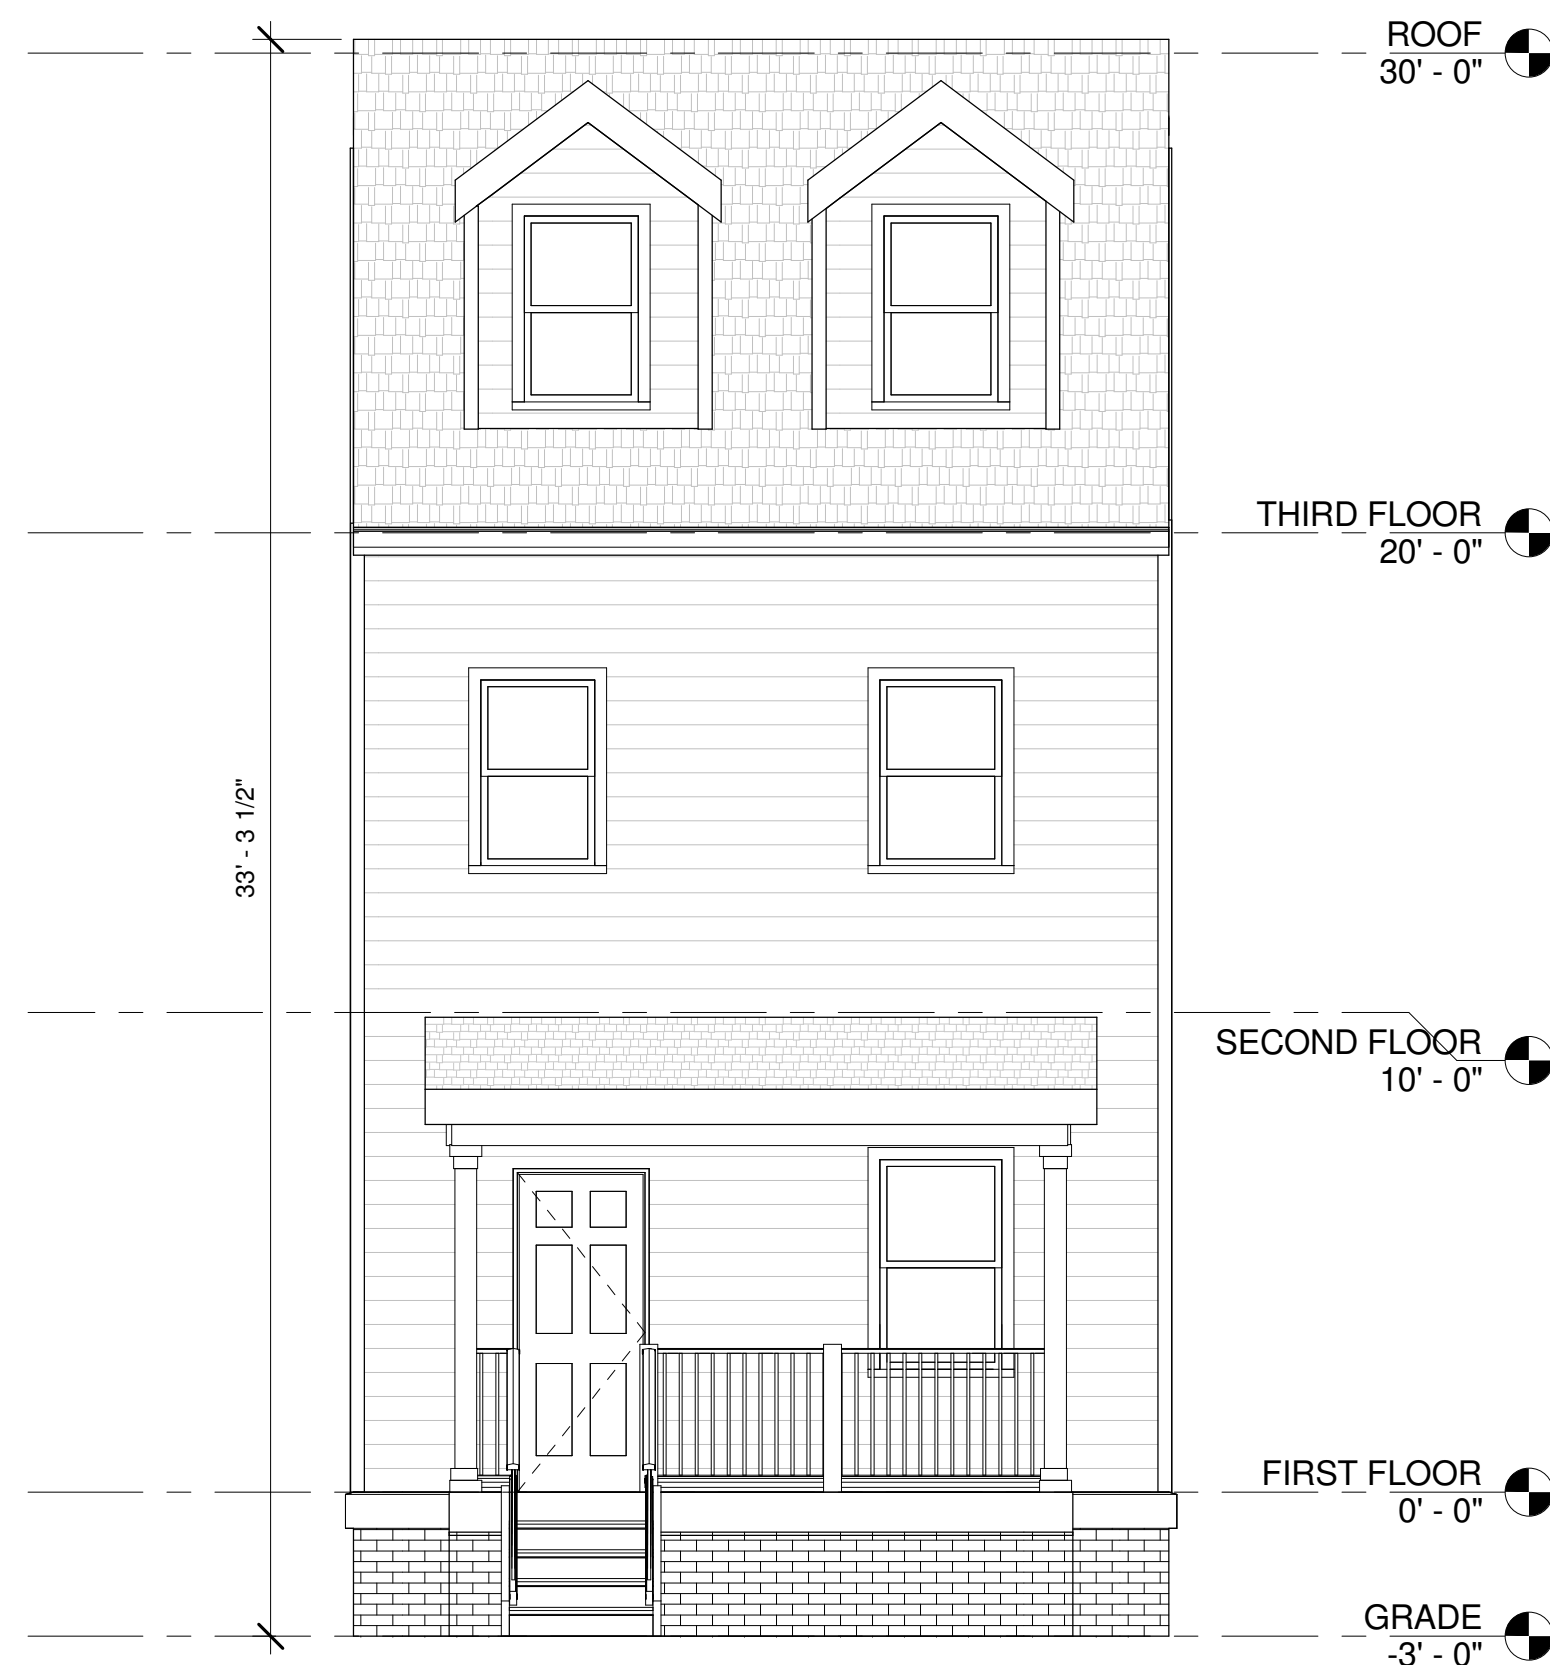 ROOF
30' - 0"
THIRD FLOOR
20' - 0"
33' - 3 1/2"
SECOND FLOOR
10' - 0"
FIRST FLOOR
0' - 0"
GRADE
-3' - 0"